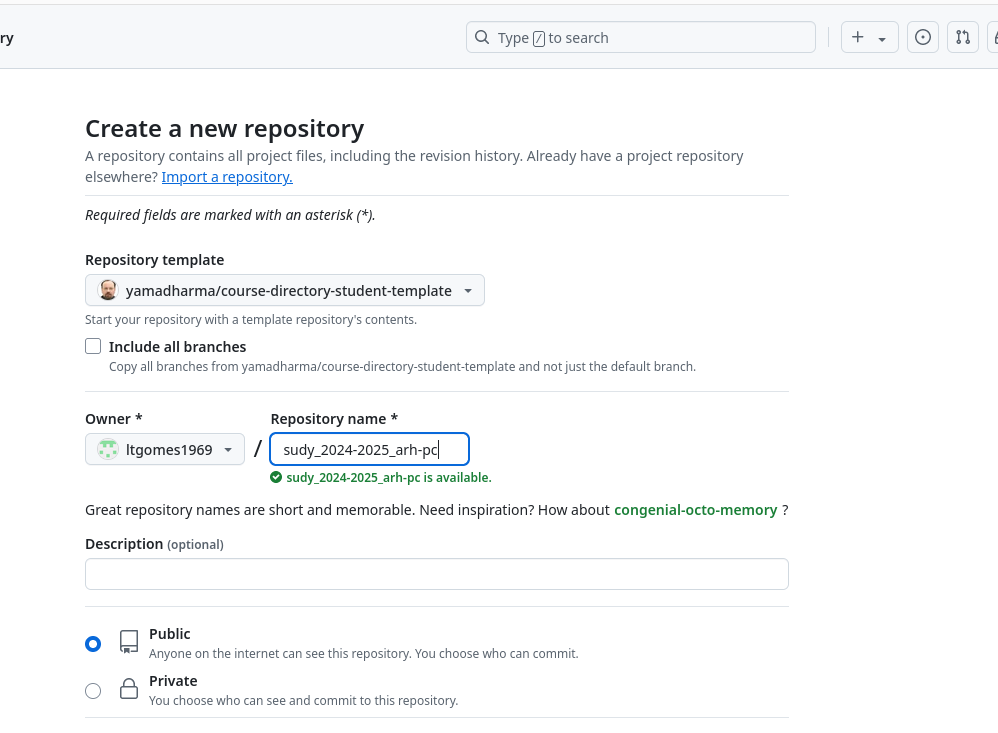 ry
Type / to search
Create a new repository
A repository contains all project files, including the revision history. Already have a project repository
elsewhere? Import a repository.
Required fields are marked with an asterisk (*).
Repository template
yamadharma/course-directory-student-template
Start your repository with a template repository's contents.
Include all branches
Copy all branches from yamadharma/course-directory-student-template and not just the default branch.
Owner * Repository name *
ltgomes1969 / sudy_2024-2025_arh-pc
sudy_2024-2025_arh-pc is available.
Great repository names are short and memorable. Need inspiration? How about congenial-octo-memory ?
Description (optional)
Public
Anyone on the internet can see this repository. You choose who can commit.
Private
You choose who can see and commit to this repository.